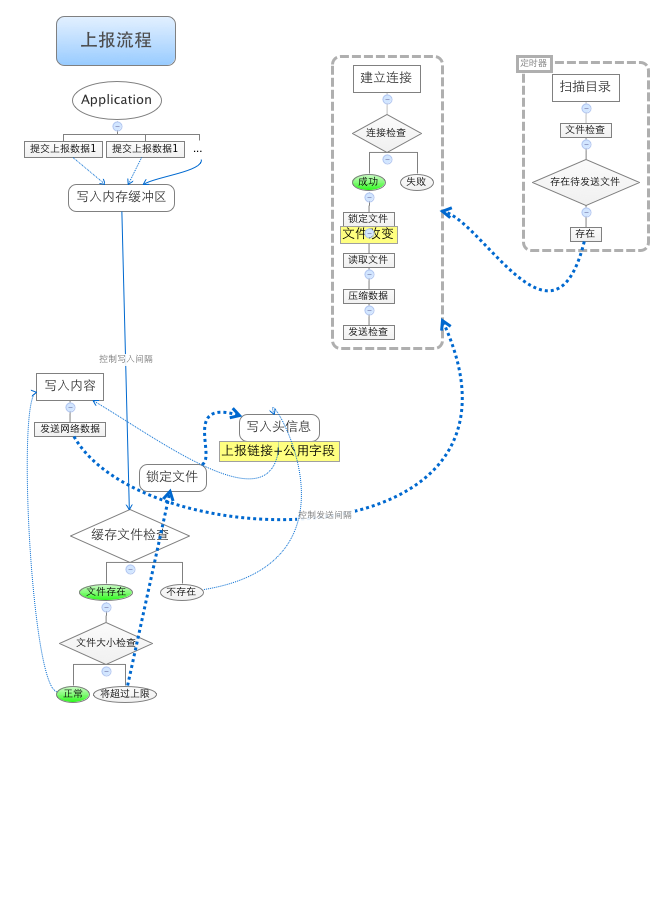 上报流程
Application
提交上报数据1
提交上报数据1
...
写入内存缓冲区
控制写入间隔
写入内容
发送网络数据
写入头信息
上报链接+公用字段
锁定文件
控制发送间隔
缓存文件检查
文件存在
不存在
文件大小检查
正常
将超过上限
建立连接
连接检查
成功
失败
锁定文件
文件改变
读取文件
压缩数据
发送检查
定时器
扫描目录
文件检查
存在待发送文件
存在